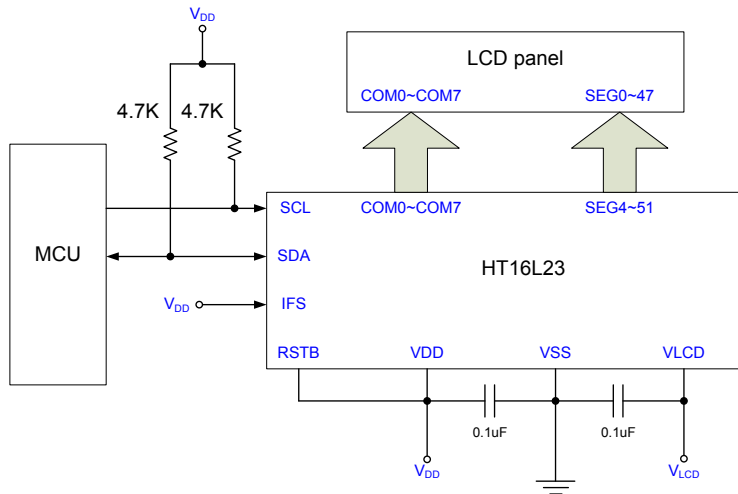 VDD
LCD panel
COM0~COM7 SEG0~47
4.7K 4.7K
MCU
SCL COM0~COM7 SEG4~51
SDA
HT16L23
VDD IFS
RSTB VDD VSS VLCD
0.1uF 0.1uF
VDD VLCD